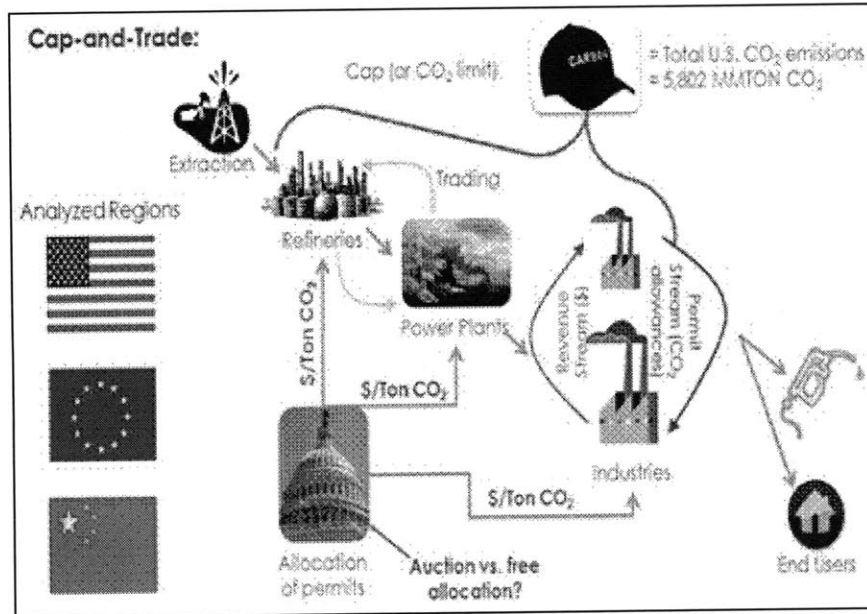 Cap-and-Trade:
CARBON
Cap (or CO2 limit)
= Total U.S. CO2 emissions
= 5,802 MMTON CO2
Extraction
Trading
Analyzed Regions
Refineries
Power Plants
$/Ton CO2
$/Ton CO2
Revenue
Stream ($)
Permit
Stream (CO2
allowances)
Industries
$/Ton CO2
Allocation
of permits
Auction vs. free
allocation?
End Users